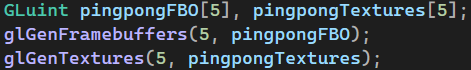 GLuint pingpongFBO[5], pingpongTextures[5];
glGenFramebuffers(5, pingpongFBO);
glGenTextures(5, pingpongTextures);